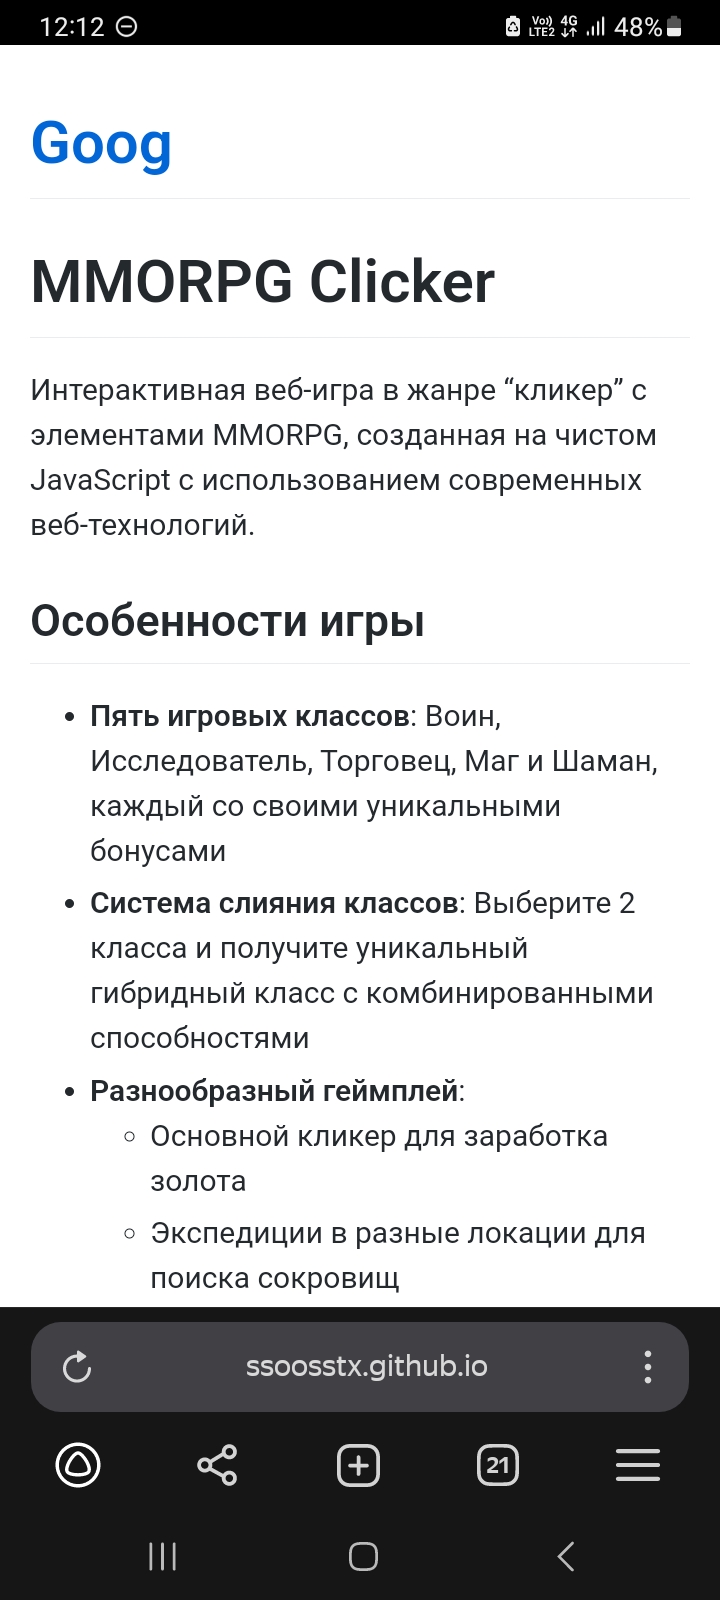 12:12 Vo)) LTE2 4G 48%
Goog
MMORPG Clicker
Интерактивная веб-игра в жанре “кликер” с
элементами MMORPG, созданная на чистом
JavaScript с использованием современных
веб-технологий.
Особенности игры
Пять игровых классов: Воин,
Исследователь, Торговец, Маг и Шаман,
каждый со своими уникальными
бонусами
Система слияния классов: Выберите 2
класса и получите уникальный
гибридный класс с комбинированными
способностями
Разнообразный геймплей:
Основной кликер для заработка
золота
Экспедиции в разные локации для
поиска сокровищ
ssoosstx.github.io
21